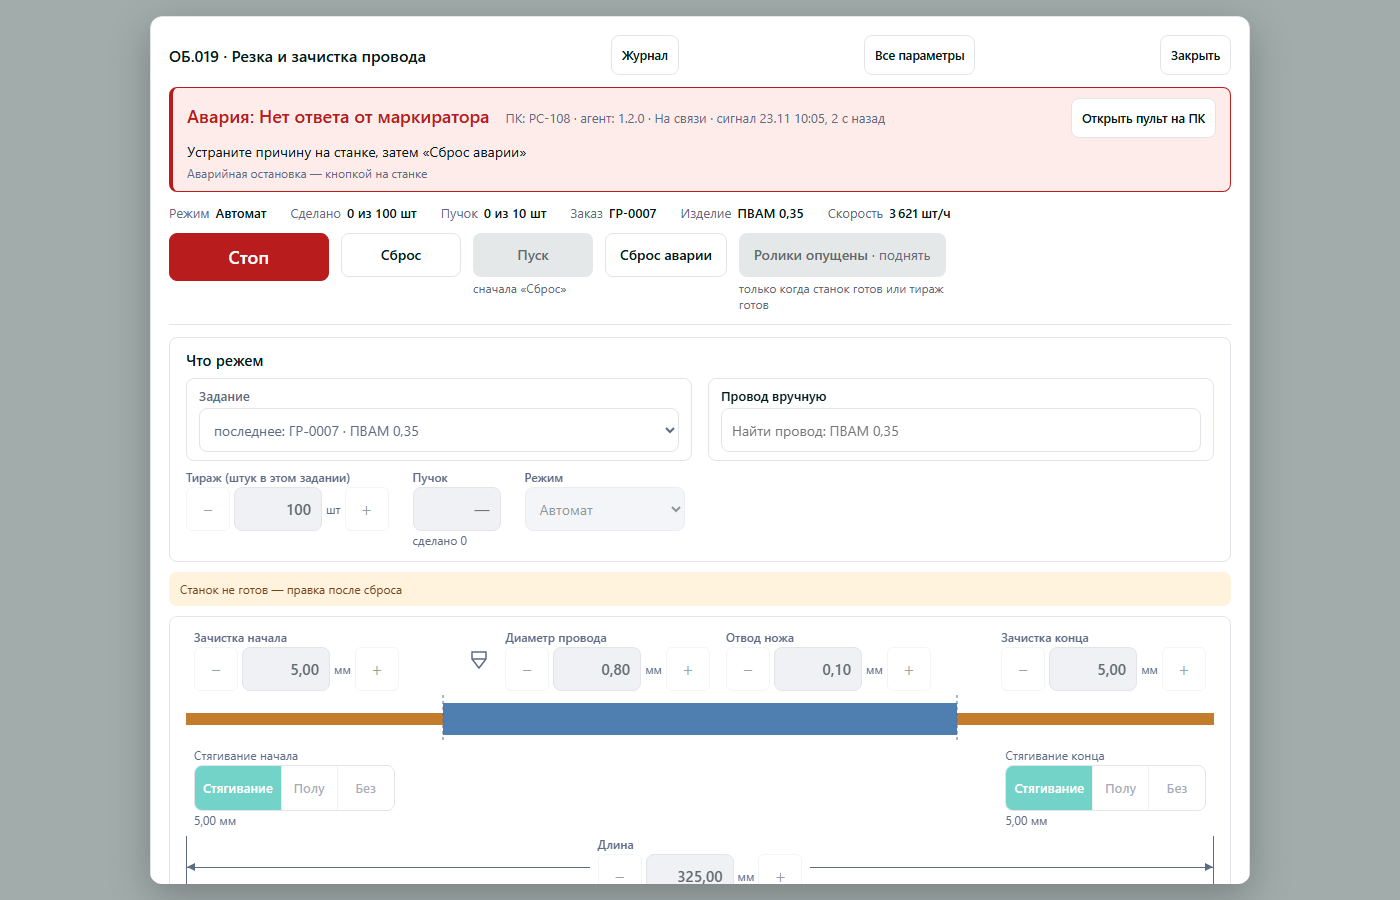 ОБ.019 · Резка и зачистка провода
Журнал
Все параметры
Закрыть
Авария: Нет ответа от маркиратора
ПК: PC-108 · агент: 1.2.0 · На связи · сигнал 23.11 10:05, 2 с назад
Открыть пульт на ПК
Устраните причину на станке, затем «Сброс аварии»
Аварийная остановка — кнопкой на станке
Режим Автомат
Сделано 0 из 100 шт
Пучок 0 из 10 шт
Заказ ГР-0007
Изделие ПВАМ 0,35
Скорость 3 621 шт/ч
Стоп
Сброс
Пуск
Сброс аварии
Ролики опущены · поднять
сначала «Сброс»
только когда станок готов или тираж
готов
Что режем
Задание
последнее: ГР-0007 · ПВАМ 0,35
Провод вручную
Найти провод: ПВАМ 0,35
Тираж (штук в этом задании)
− 100 шт +
Пучок
—
сделано 0
Режим
Автомат
Станок не готов — правка после сброса
Зачистка начала
− 5,00 мм +
Диаметр провода
− 0,80 мм +
Отвод ножа
− 0,10 мм +
Зачистка конца
− 5,00 мм +
Стягивание начала
Стягивание Полу Без
5,00 мм
Стягивание конца
Стягивание Полу Без
5,00 мм
Длина
− 325,00 мм +